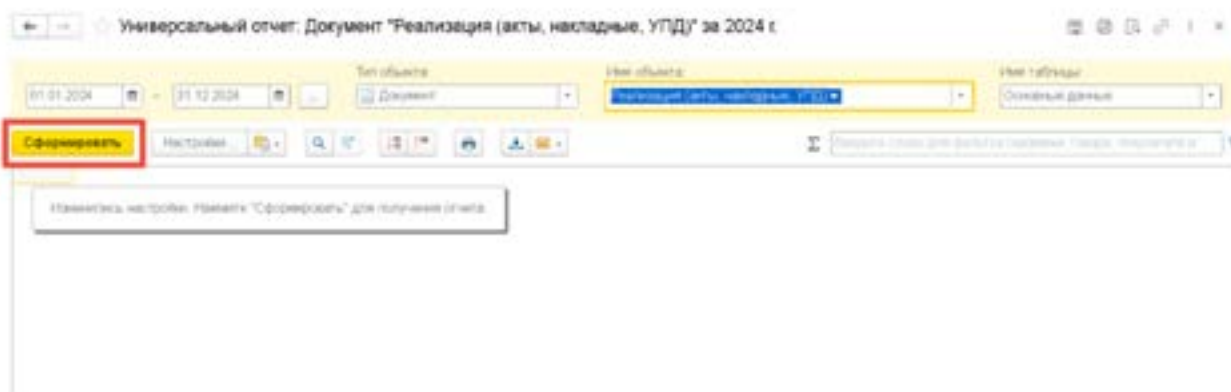 Универсальный отчет: Документ "Реализация (акты, накладные, УПД)" за 2024 г.
Тип объекта: Имя объекта: Имя таблицы:
01.01.2024 – 31.12.2024 ... Документ Реализация (акты, накладные, УПД) Основные данные
Сформировать Настройки... Σ
Изменились настройки. Нажмите "Сформировать" для получения отчета.